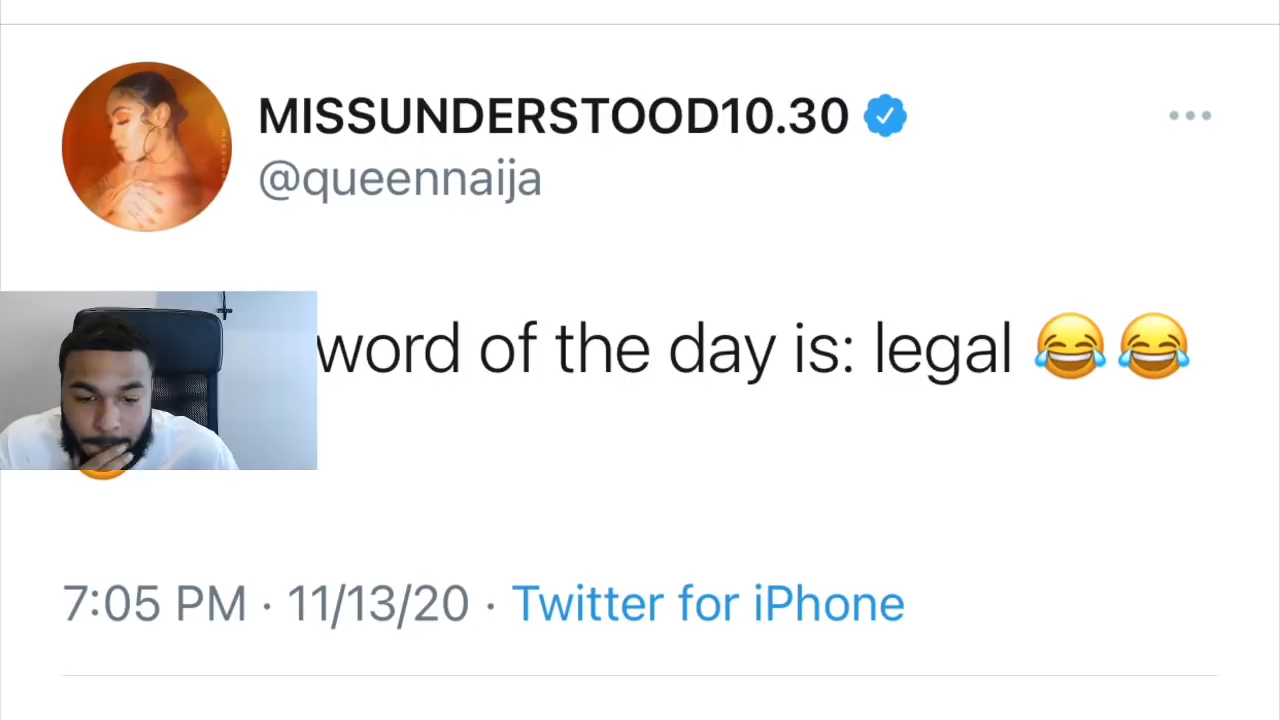 MISSUNDERSTOOD10.30
@queennaija
word of the day is: legal 😂😂
7:05 PM · 11/13/20 · Twitter for iPhone